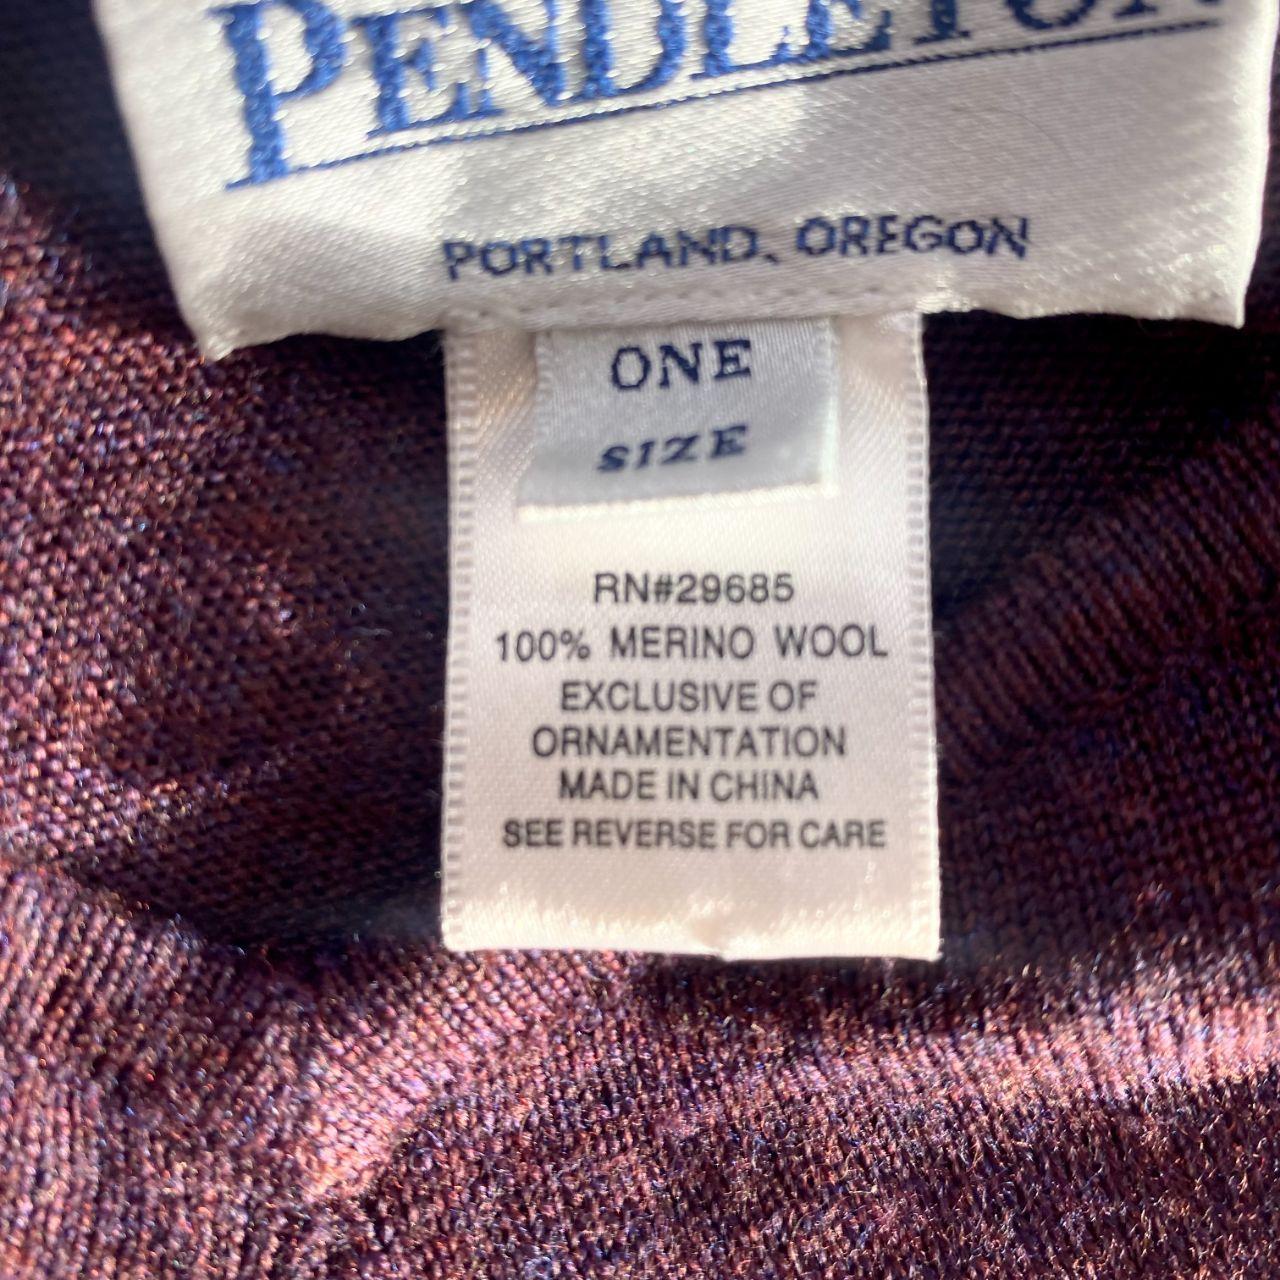 PENDLETON
PORTLAND, OREGON
ONE
SIZE
RN#29685
100% MERINO WOOL
EXCLUSIVE OF
ORNAMENTATION
MADE IN CHINA
SEE REVERSE FOR CARE